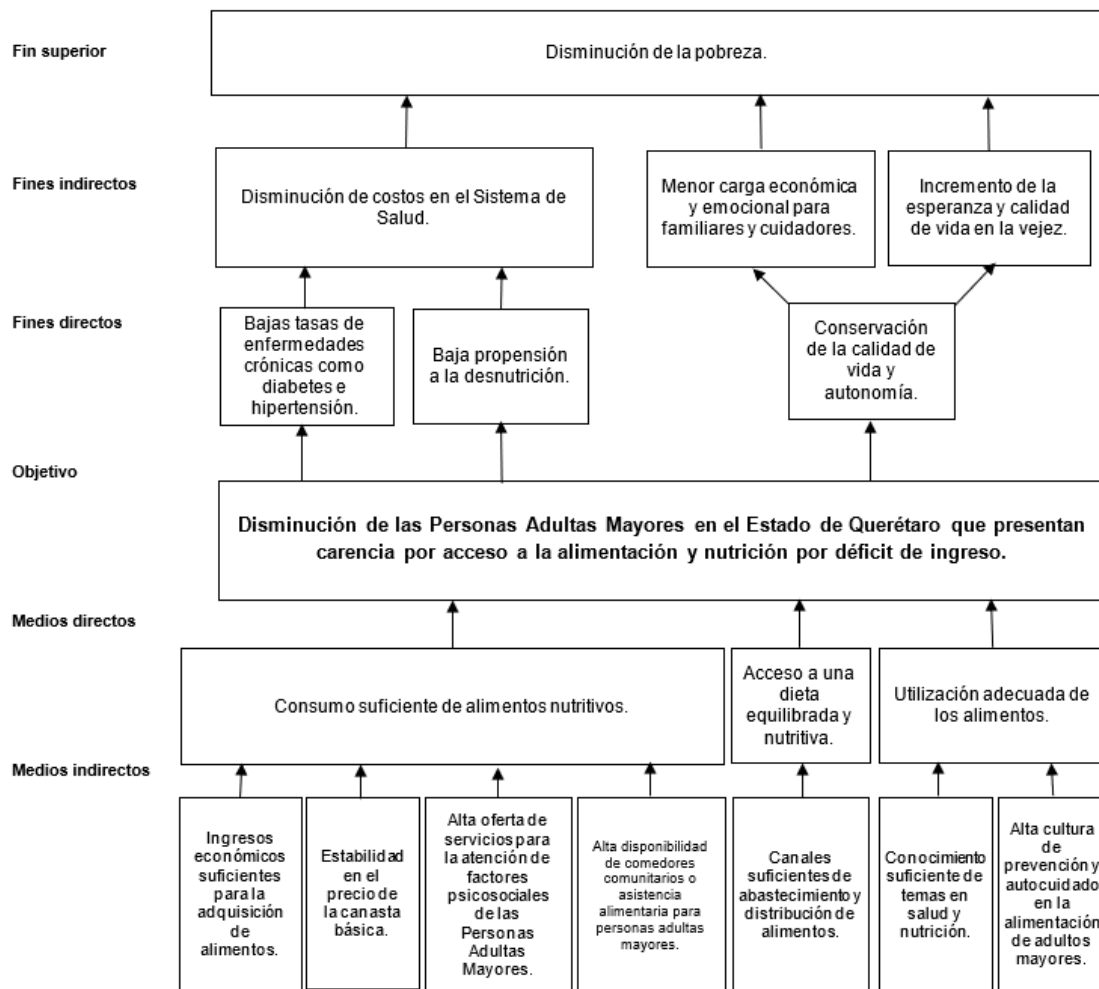 Fin superior
Disminución de la pobreza.
Fines indirectos
Disminución de costos en el Sistema de
Salud.
Menor carga económica
y emocional para
familiares y cuidadores.
Incremento de la
esperanza y calidad
de vida en la vejez.
Fines directos
Bajas tasas de
enfermedades
crónicas como
diabetes e
hipertensión.
Baja propensión
a la desnutrición.
Conservación
de la calidad de
vida y
autonomía.
Objetivo
Disminución de las Personas Adultas Mayores en el Estado de Querétaro que presentan
carencia por acceso a la alimentación y nutrición por déficit de ingreso.
Medios directos
Consumo suficiente de alimentos nutritivos.
Acceso a una
dieta
equilibrada y
nutritiva.
Utilización adecuada de
los alimentos.
Medios indirectos
Ingresos
económicos
suficientes
para la
adquisición
de
alimentos.
Estabilidad
en el
precio de
la canasta
básica.
Alta oferta de
servicios para
la atención de
factores
psicosociales
de las
Personas
Adultas
Mayores.
Alta disponibilidad
de comedores
comunitarios o
asistencia
alimentaria para
personas adultas
mayores.
Canales
suficientes de
abastecimiento y
distribución de
alimentos.
Conocimiento
suficiente de
temas en
salud y
nutrición.
Alta cultura
de
prevención y
autocuidado
en la
alimentación
de adultos
mayores.